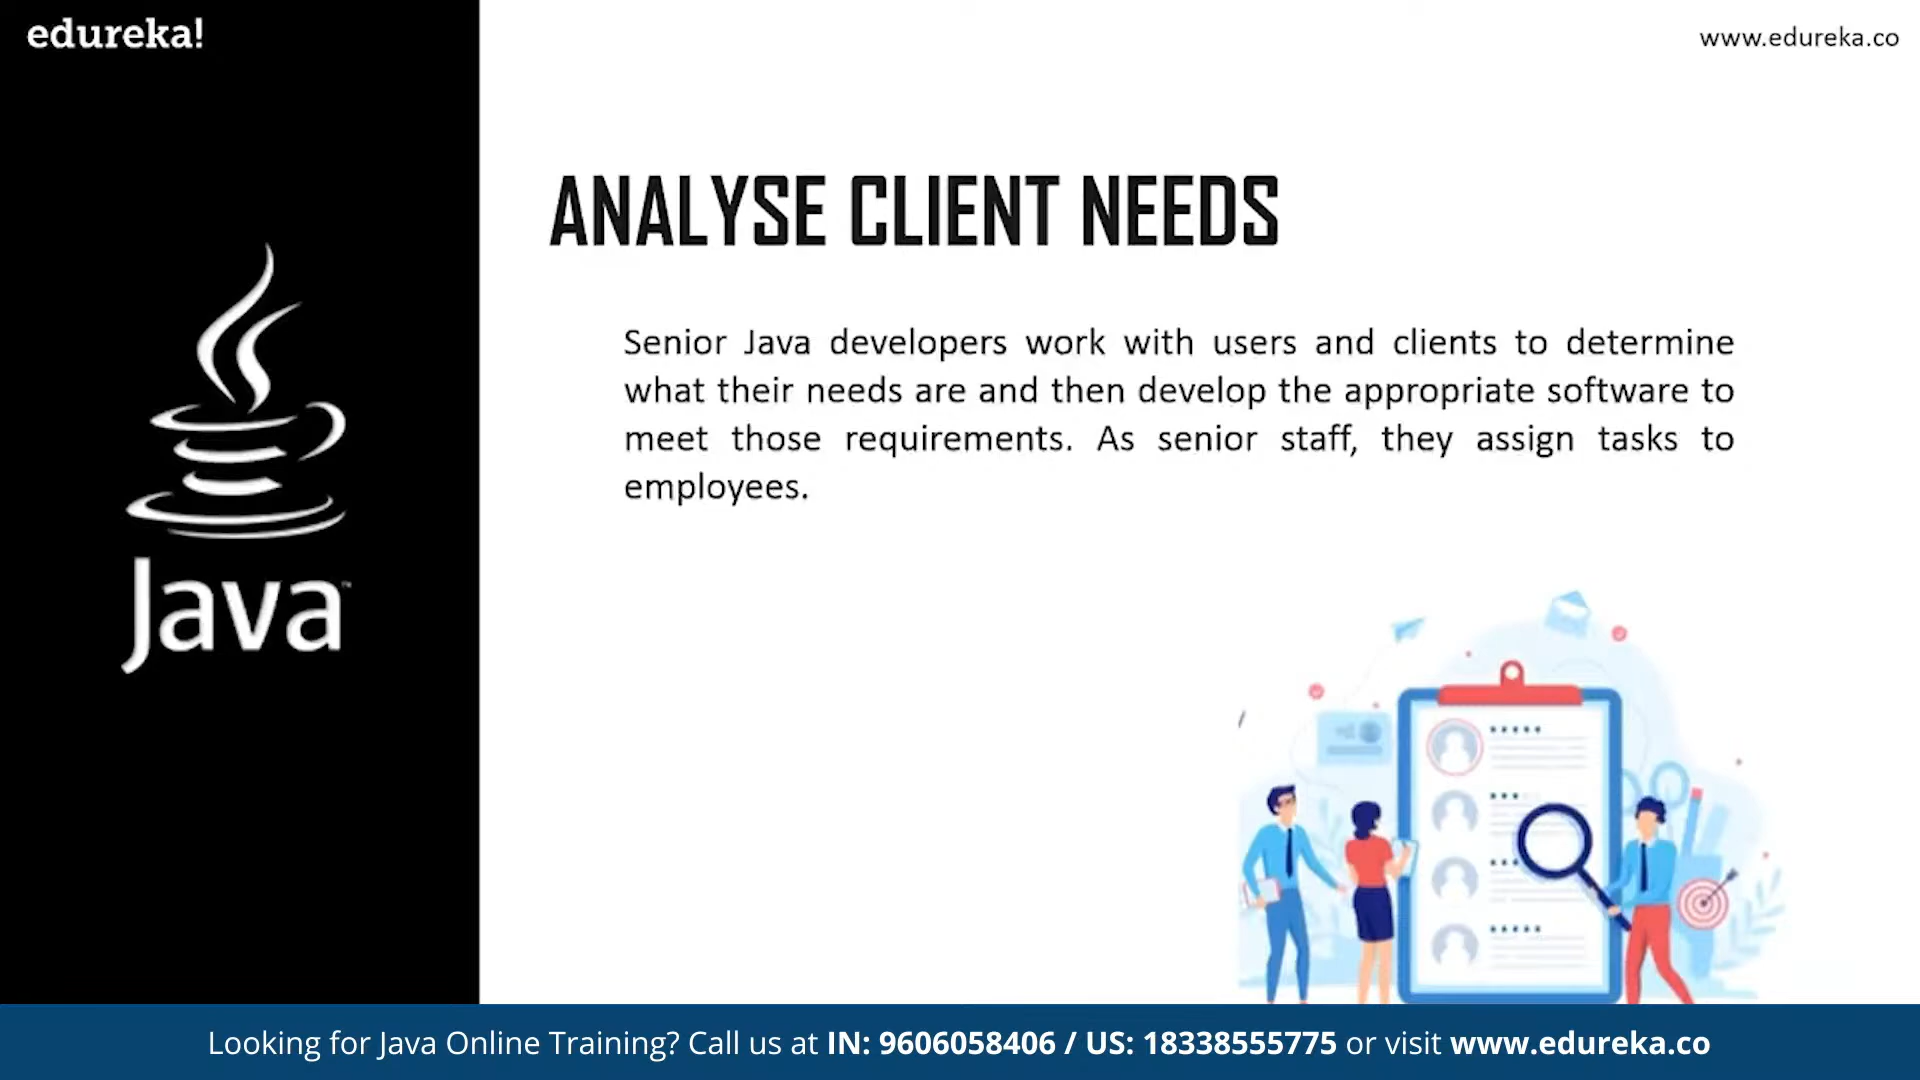 edureka!
www.edureka.co
ANALYSE CLIENT NEEDS
Senior Java developers work with users and clients to determine
what their needs are and then develop the appropriate software to
meet those requirements. As senior staff, they assign tasks to
employees.
Java™
Looking for Java Online Training? Call us at IN: 9606058406 / US: 18338555775 or visit www.edureka.co